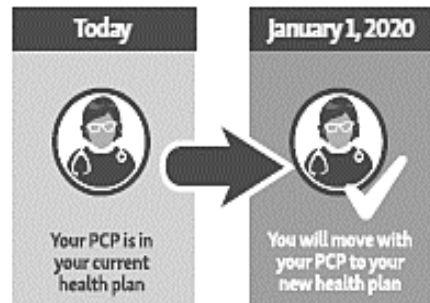 Today
Your PCP is in
your current
health plan
January 1, 2020
You will move with
your PCP to your
new health plan